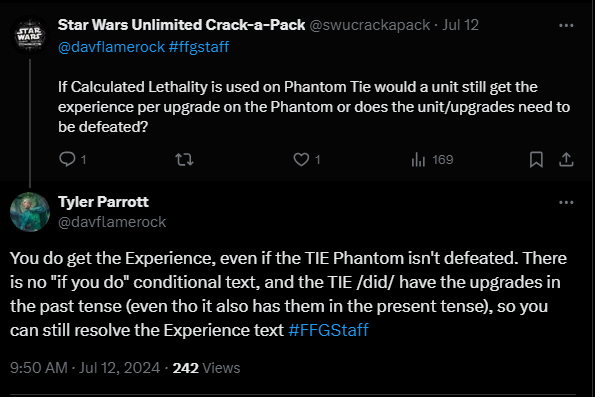 Star Wars Unlimited Crack-a-Pack @swucrackapack · Jul 12
@davflamerock #ffgstaff
If Calculated Lethality is used on Phantom Tie would a unit still get the
experience per upgrade on the Phantom or does the unit/upgrades need to
be defeated?
1
1
169
Tyler Parrott
@davflamerock
You do get the Experience, even if the TIE Phantom isn't defeated. There
is no "if you do" conditional text, and the TIE /did/ have the upgrades in
the past tense (even tho it also has them in the present tense), so you
can still resolve the Experience text #FFGStaff
9:50 AM · Jul 12, 2024 · 242 Views